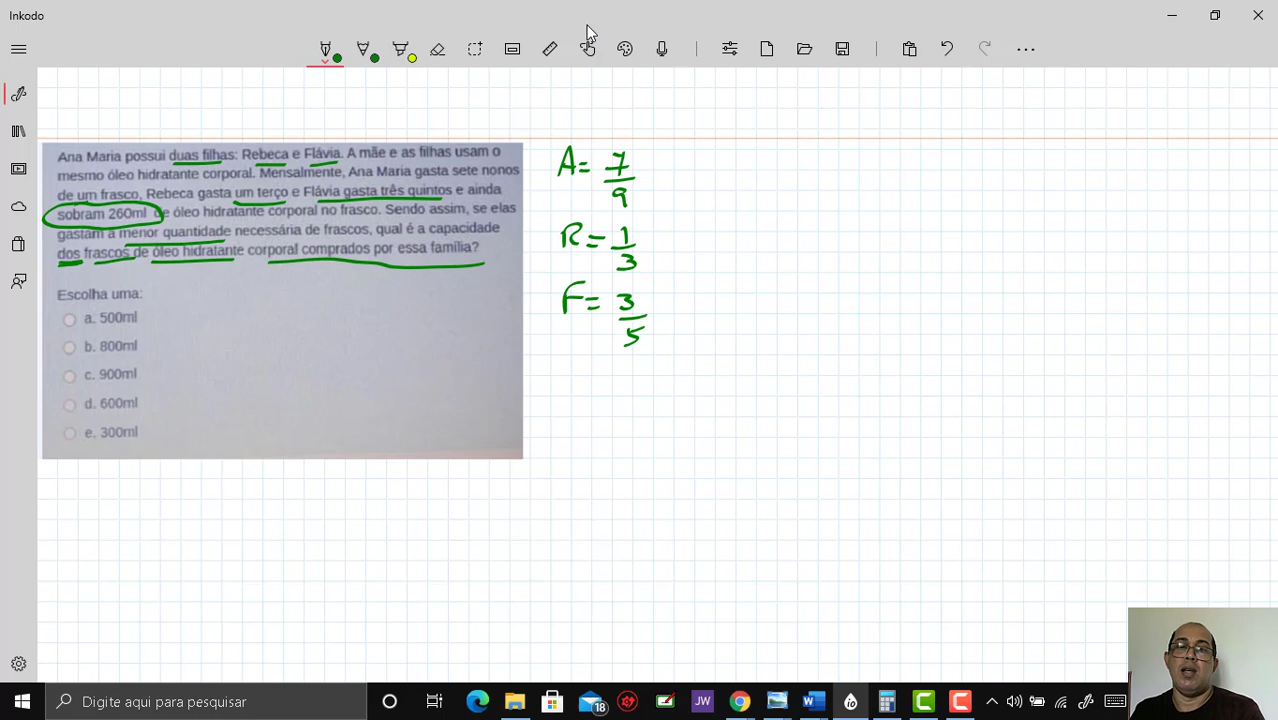 Inkodo
Ana Maria possui duas filhas: Rebeca e Flávia. A mãe e as filhas usam o
mesmo óleo hidratante corporal. Mensalmente, Ana Maria gasta sete nonos
de um frasco, Rebeca gasta um terço e Flávia gasta três quintos e ainda
sobram 260ml de óleo hidratante corporal no frasco. Sendo assim, se elas
gastam a menor quantidade necessária de frascos, qual é a capacidade
dos frascos de óleo hidratante corporal comprados por essa família?
Escolha uma:
a. 500ml
b. 800ml
c. 900ml
d. 600ml
e. 300ml
A= 7/9
R= 1/3
F= 3/5
Digite aqui para pesquisar
18
JW